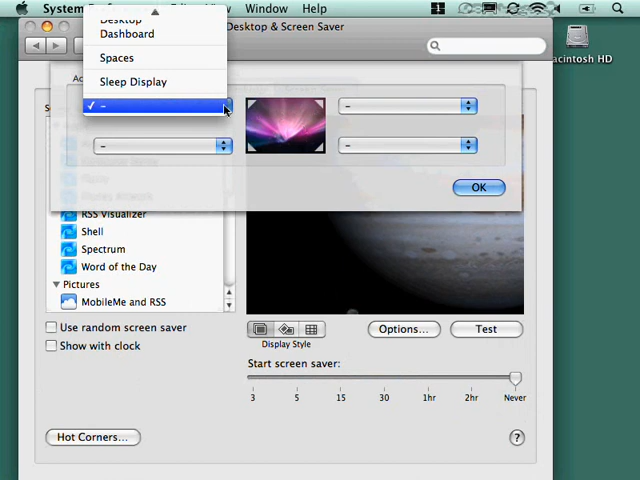 Window Help
Desktop
Desktop & Screen Saver
Dashboard
Spaces
Sleep Display
✓ –
–
–
–
OK
RSS Visualizer
Shell
Spectrum
Word of the Day
Pictures
MobileMe and RSS
Use random screen saver
Show with clock
Display Style
Options...
Test
Start screen saver:
3 5 15 30 1hr 2hr Never
Hot Corners...
?
acintosh HD